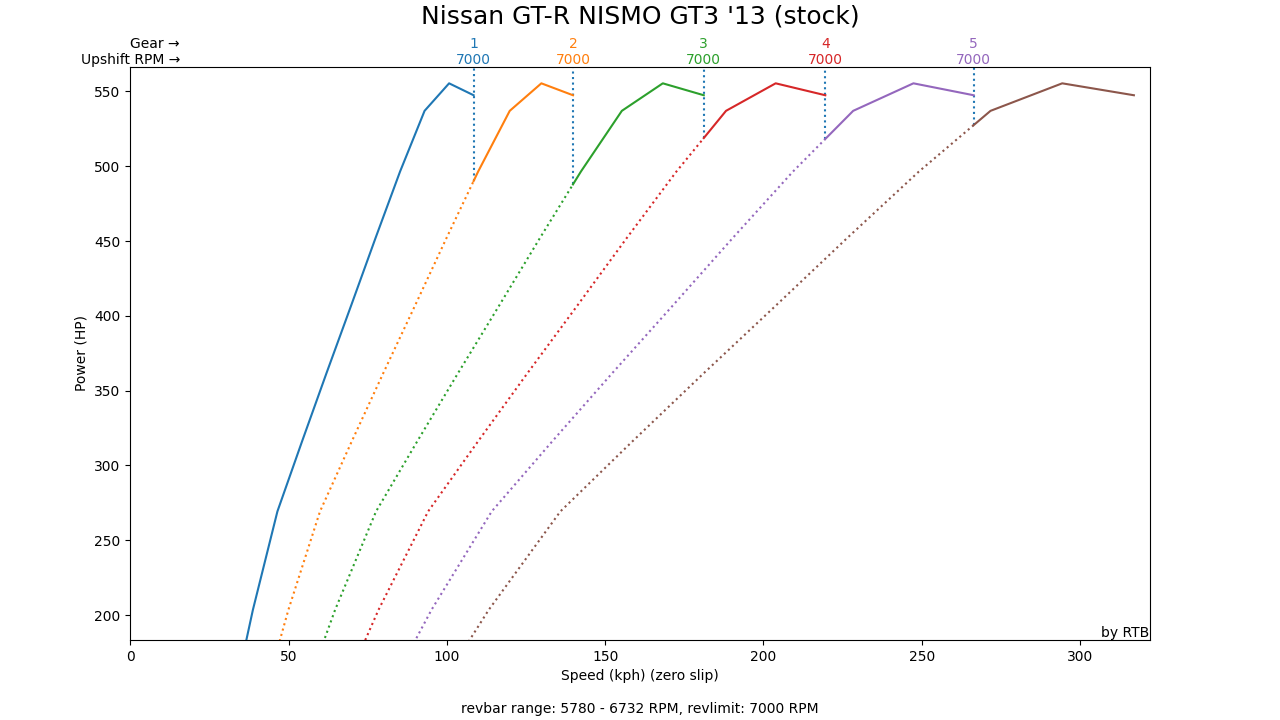 Nissan GT-R NISMO GT3 '13 (stock)
Gear → 1 2 3 4 5
Upshift RPM → 7000 7000 7000 7000 7000
550
500
450
400
350
300
250
200
Power (HP)
by RTB
0 50 100 150 200 250 300
Speed (kph) (zero slip)
revbar range: 5780 - 6732 RPM, revlimit: 7000 RPM